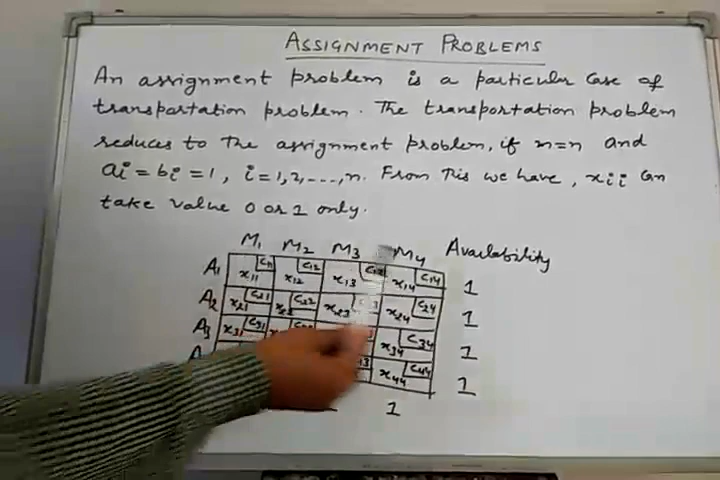 ASSIGNMENT PROBLEMS
An assignment problem is a particular case of
transportation problem. The transportation problem
reduces to the assignment problem, if m=n and
ai = bi = 1, i = 1, 2, ...., n. From this we have, xij can
take value 0 or 1 only.
M1 M2 M3 M4 Availability
A1 x11 c11 x12 c12 x13 c13 x14 c14 1
A2 x21 c21 x22 c22 x23 x24 c24 1
A3 x31 c31 x34 c34 1
x44 c44 1
1